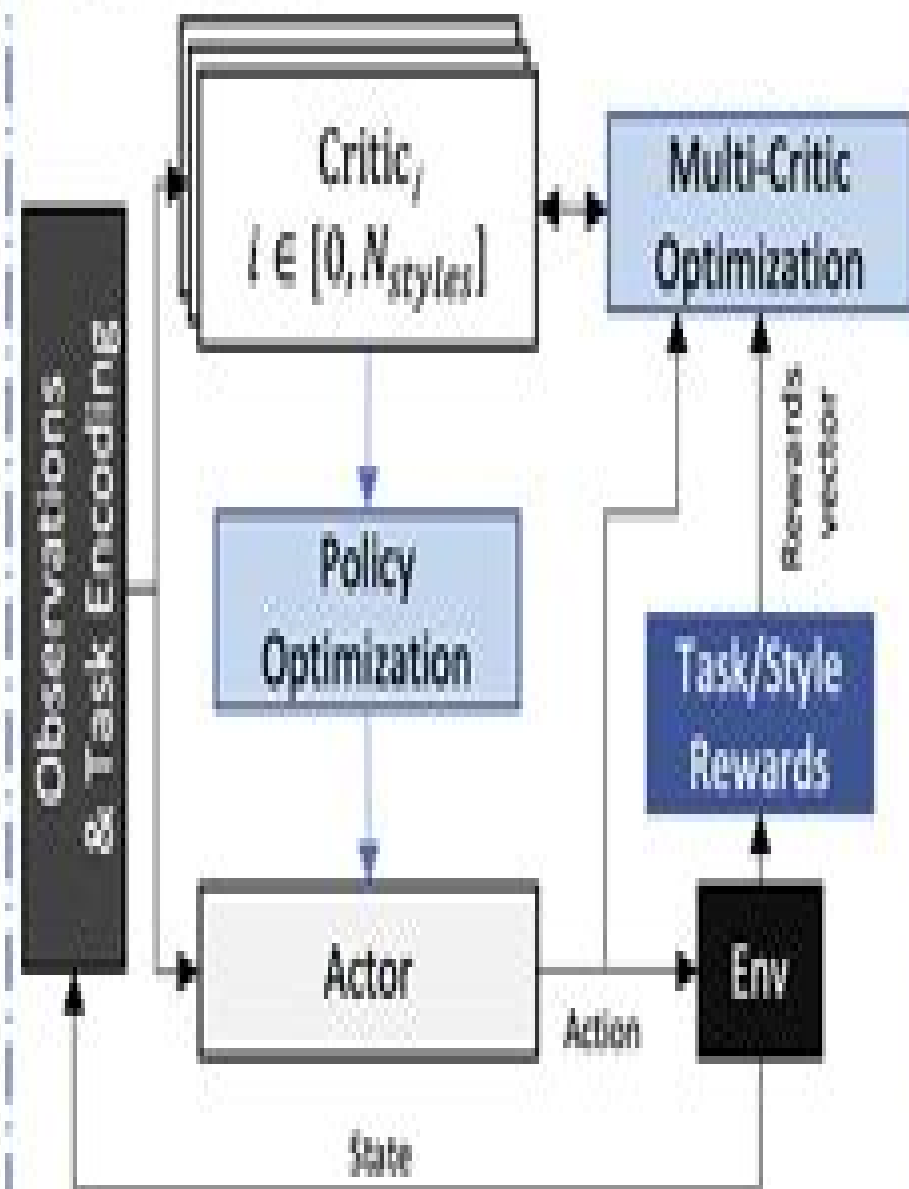 Critic_i
i ∈ [0, N_styles]
Multi-Critic
Optimization
Observations
& Task Encoding
Rewards
vector
Policy
Optimization
Task/Style
Rewards
Actor
Action
Env
State